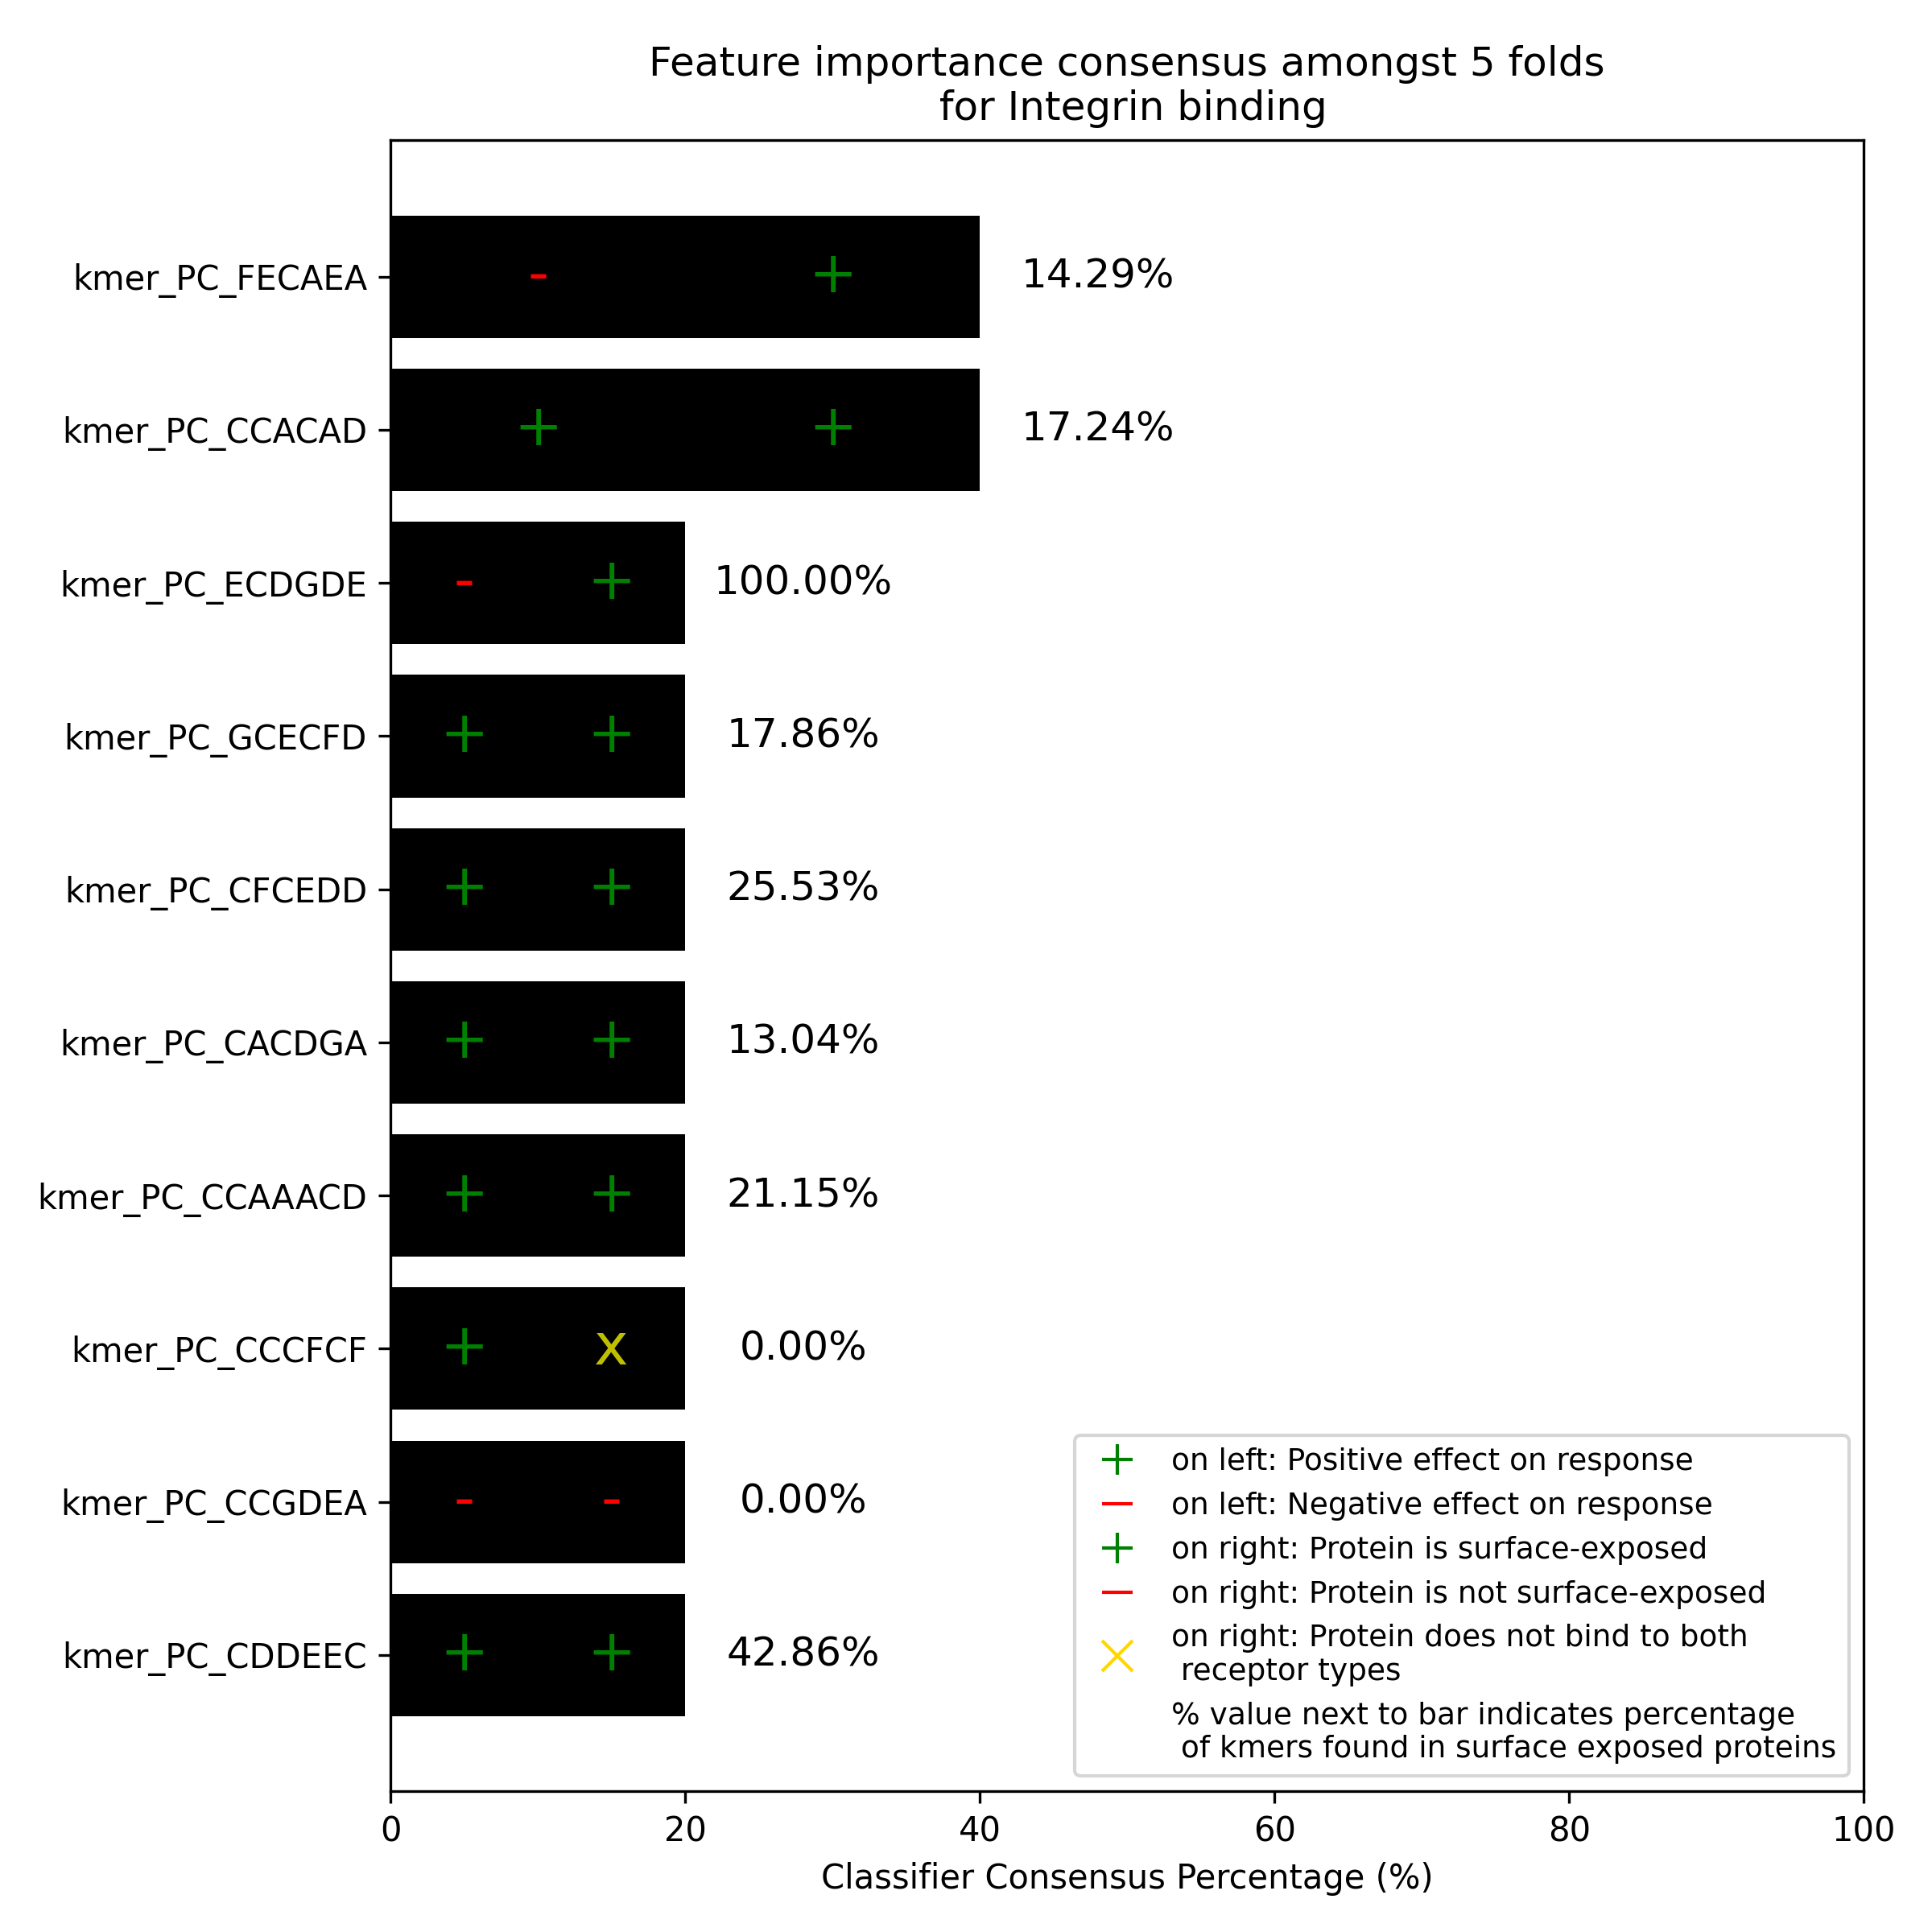 Feature importance consensus amongst 5 folds
for Integrin binding
kmer_PC_FECAEA
- +
14.29%
kmer_PC_CCACAD
+ +
17.24%
kmer_PC_ECDGDE
- +
100.00%
kmer_PC_GCECFD
+ +
17.86%
kmer_PC_CFCEDD
+ +
25.53%
kmer_PC_CACDGA
+ +
13.04%
kmer_PC_CCAAACD
+ +
21.15%
kmer_PC_CCCFCF
+ x
0.00%
kmer_PC_CCGDEA
- -
0.00%
kmer_PC_CDDEEC
+ +
42.86%
on left: Positive effect on response
on left: Negative effect on response
on right: Protein is surface-exposed
on right: Protein is not surface-exposed
on right: Protein does not bind to both
receptor types
% value next to bar indicates percentage
of kmers found in surface exposed proteins
0 20 40 60 80 100
Classifier Consensus Percentage (%)